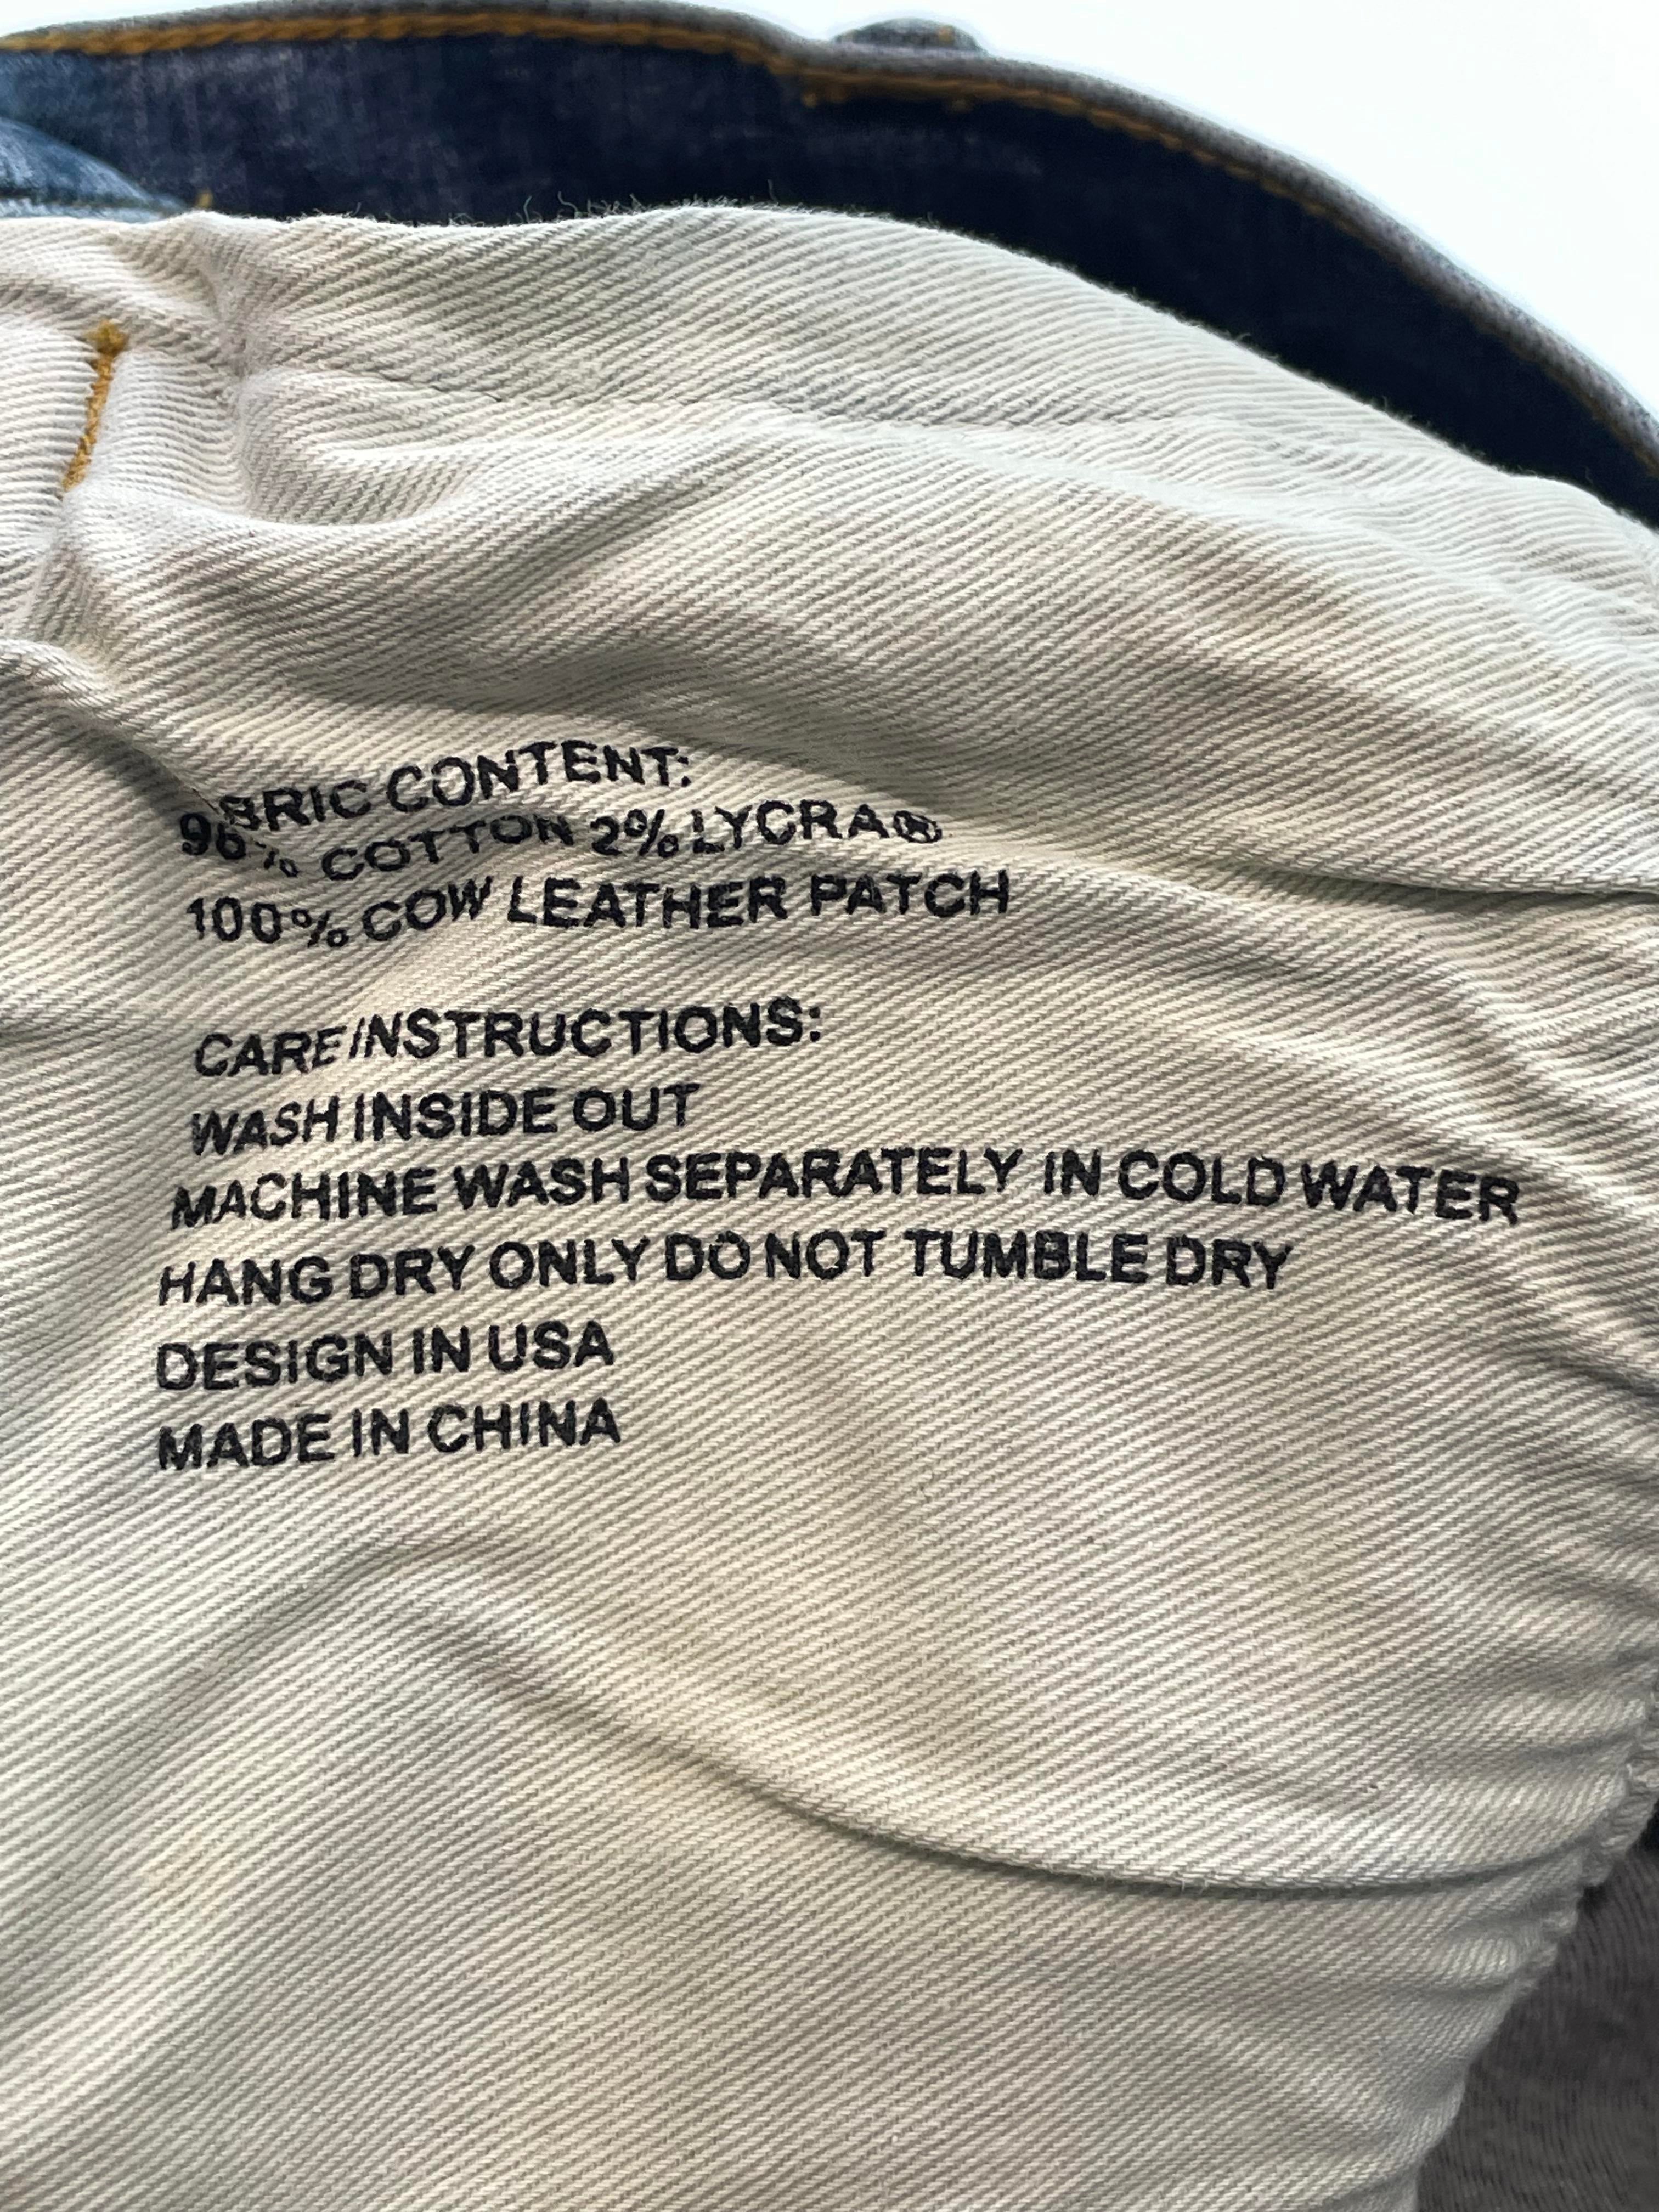 FABRIC CONTENT:
98% COTTON 2% LYCRA®
100% COW LEATHER PATCH
CARE INSTRUCTIONS:
WASH INSIDE OUT
MACHINE WASH SEPARATELY IN COLD WATER
HANG DRY ONLY DO NOT TUMBLE DRY
DESIGN IN USA
MADE IN CHINA